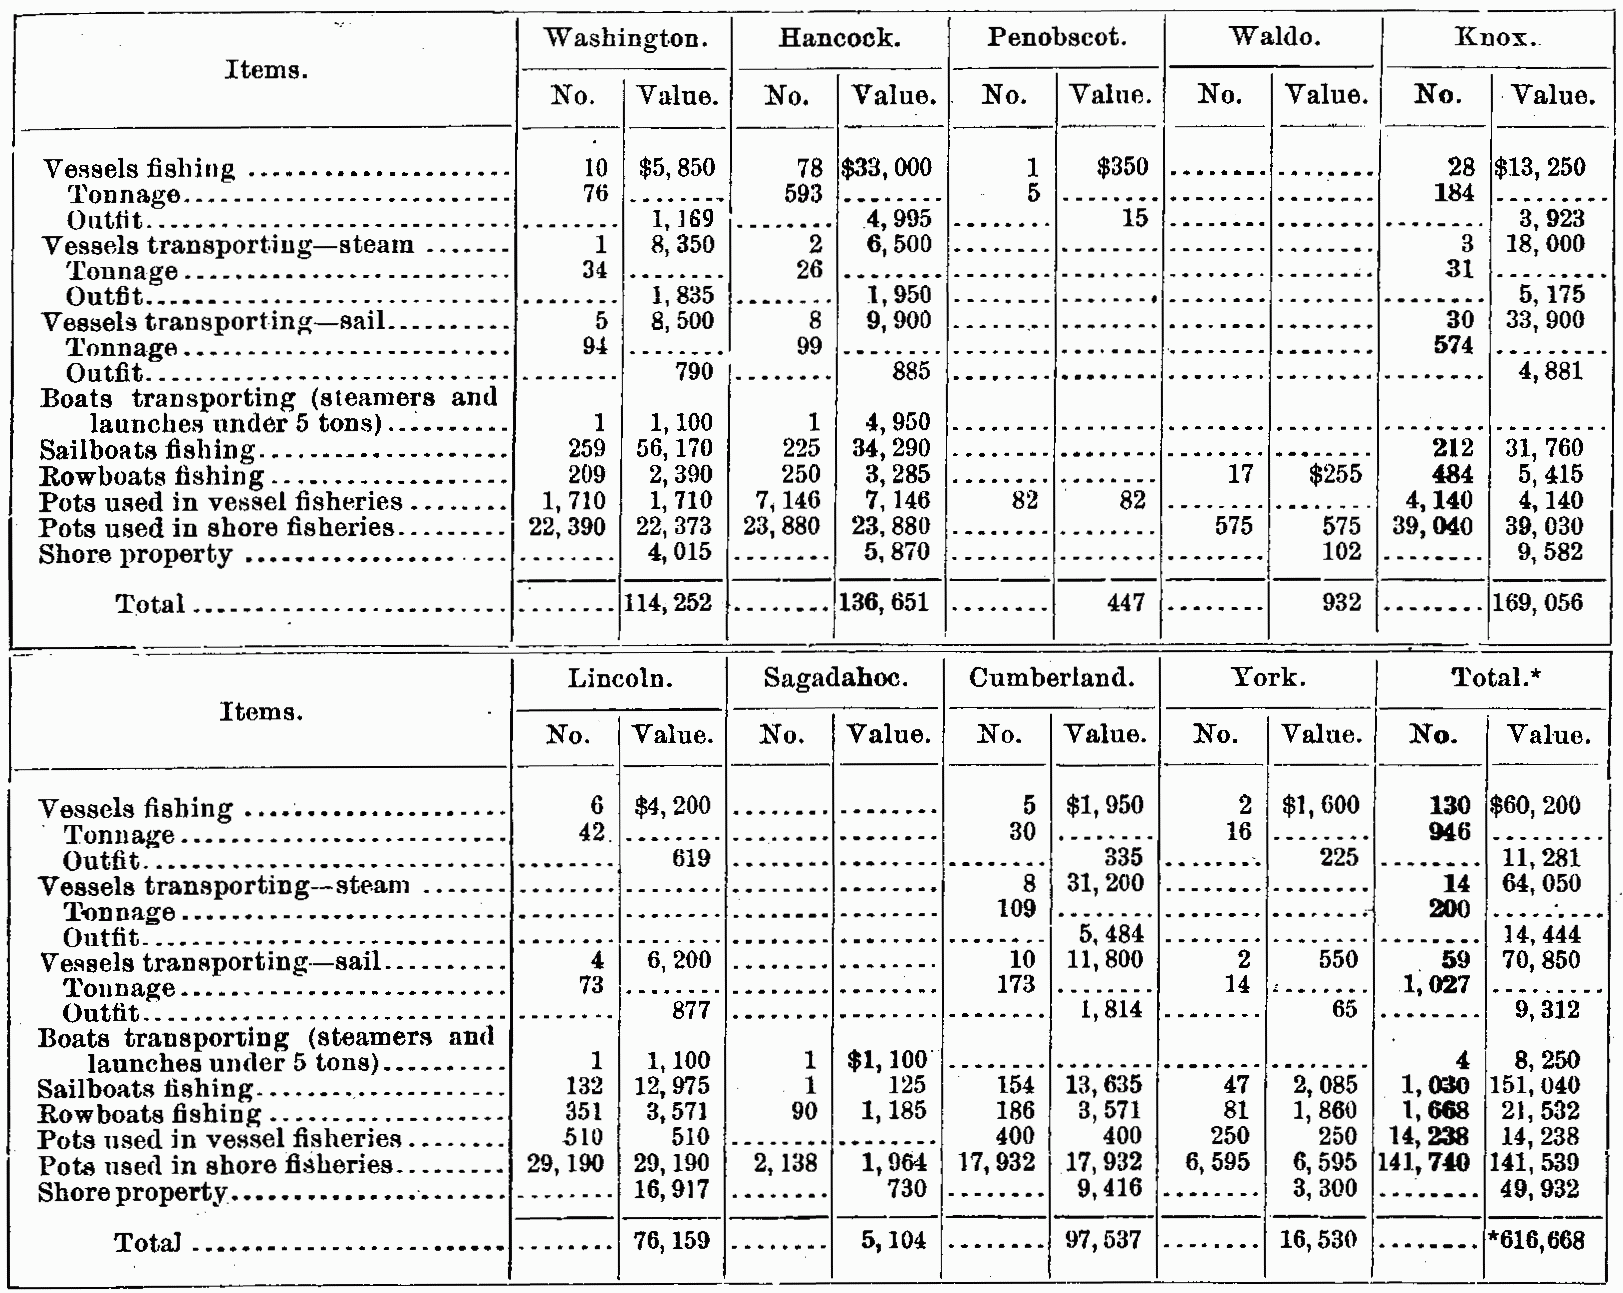 Items. Washington. Hancock. Penobscot. Waldo. Knox.
No. Value. No. Value. No. Value. No. Value. No. Value.
Vessels fishing 10 $5,850 78 $33,000 1 $350 28 $13,250
Tonnage 76 593 5 184
Outfit 1,169 4,995 15 3,923
Vessels transporting—steam 1 8,350 2 6,500 3 18,000
Tonnage 34 26 31
Outfit 1,835 1,950 5,175
Vessels transporting—sail 5 8,500 8 9,900 30 33,900
Tonnage 94 99 574
Outfit 790 885 4,881
Boats transporting (steamers and
launches under 5 tons) 1 1,100 1 4,950
Sailboats fishing 259 56,170 225 34,290 212 31,760
Rowboats fishing 209 2,390 250 3,285 17 $255 484 5,415
Pots used in vessel fisheries 1,710 1,710 7,146 7,146 82 82 4,140 4,140
Pots used in shore fisheries 22,390 22,373 23,880 23,880 575 575 39,040 39,030
Shore property 4,015 5,870 102 9,582
Total 114,252 136,651 447 932 169,056
Items. Lincoln. Sagadahoc. Cumberland. York. Total.*
No. Value. No. Value. No. Value. No. Value. No. Value.
Vessels fishing 6 $4,200 5 $1,950 2 $1,600 130 $60,200
Tonnage 42 30 16 946
Outfit 619 335 225 11,281
Vessels transporting—steam 8 31,200 14 64,050
Tonnage 109 200
Outfit 5,484 14,444
Vessels transporting—sail 4 6,200 10 11,800 2 550 59 70,850
Tonnage 73 173 14 1,027
Outfit 877 1,814 65 9,312
Boats transporting (steamers and
launches under 5 tons) 1 1,100 1 $1,100 4 8,250
Sailboats fishing 132 12,975 1 125 154 13,635 47 2,085 1,030 151,040
Rowboats fishing 351 3,571 90 1,185 186 3,571 81 1,860 1,668 21,532
Pots used in vessel fisheries 510 510 400 400 250 250 14,238 14,238
Pots used in shore fisheries 29,190 29,190 2,138 1,964 17,932 17,932 6,595 6,595 141,740 141,539
Shore property 16,917 730 9,416 3,300 49,932
Total 76,159 5,104 97,537 16,530 *616,668